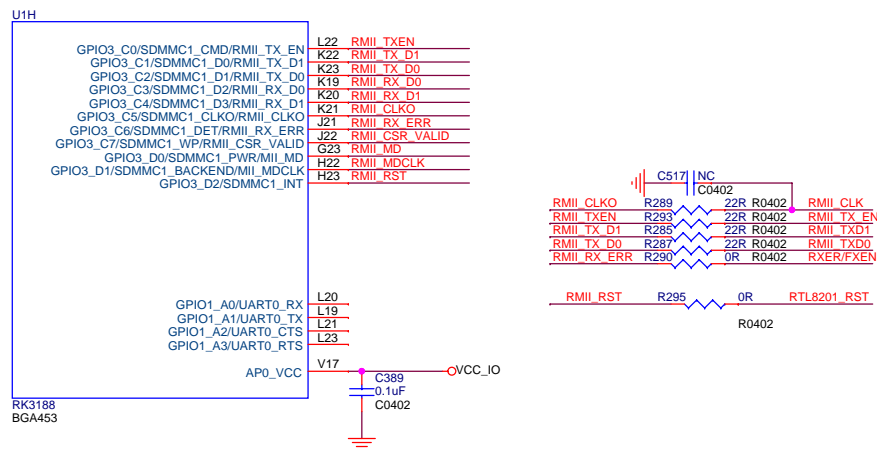 U1H
GPIO3_C0/SDMMC1_CMD/RMII_TX_EN L22 RMII_TXEN
GPIO3_C1/SDMMC1_D0/RMII_TX_D1 K22 RMII_TX_D1
GPIO3_C2/SDMMC1_D1/RMII_TX_D0 K23 RMII_TX_D0
GPIO3_C3/SDMMC1_D2/RMII_RX_D0 K19 RMII_RX_D0
GPIO3_C4/SDMMC1_D3/RMII_RX_D1 K20 RMII_RX_D1
GPIO3_C5/SDMMC1_CLKO/RMII_CLKO K21 RMII_CLKO
GPIO3_C6/SDMMC1_DET/RMII_RX_ERR J21 RMII_RX_ERR
GPIO3_C7/SDMMC1_WP/RMII_CSR_VALID J22 RMII_CSR_VALID
GPIO3_D0/SDMMC1_PWR/MII_MD G23 RMII_MD
GPIO3_D1/SDMMC1_BACKEND/MII_MDCLK H22 RMII_MDCLK
GPIO3_D2/SDMMC1_INT H23 RMII_RST
GPIO1_A0/UART0_RX L20
GPIO1_A1/UART0_TX L19
GPIO1_A2/UART0_CTS L21
GPIO1_A3/UART0_RTS L23
AP0_VCC V17 VCC_IO
C389
0.1uF
C0402
RK3188
BGA453
C517 NC
C0402
RMII_CLKO R289 22R R0402 RMII_CLK
RMII_TXEN R293 22R R0402 RMII_TX_EN
RMII_TX_D1 R285 22R R0402 RMII_TXD1
RMII_TX_D0 R287 22R R0402 RMII_TXD0
RMII_RX_ERR R290 0R R0402 RXER/FXEN
RMII_RST R295 0R RTL8201_RST
R0402